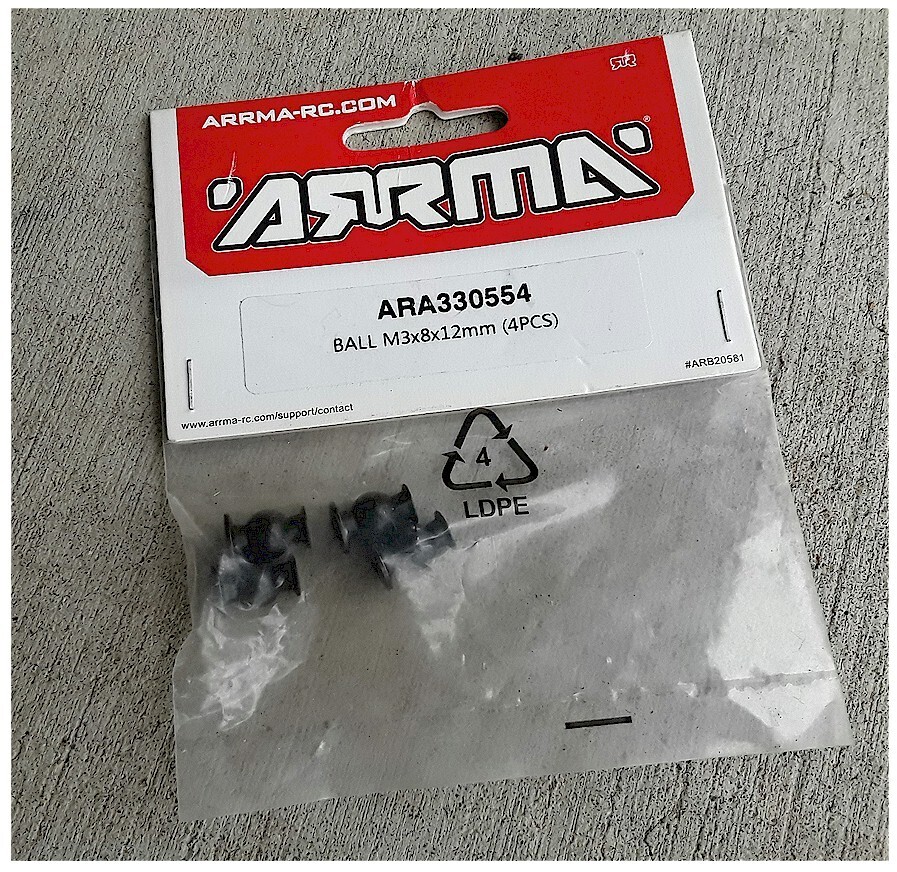 ARRMA-RC.COM
ARRMA®
ARA330554
BALL M3x8x12mm (4PCS)
#ARB20581
www.arrma-rc.com/support/contact
4
LDPE